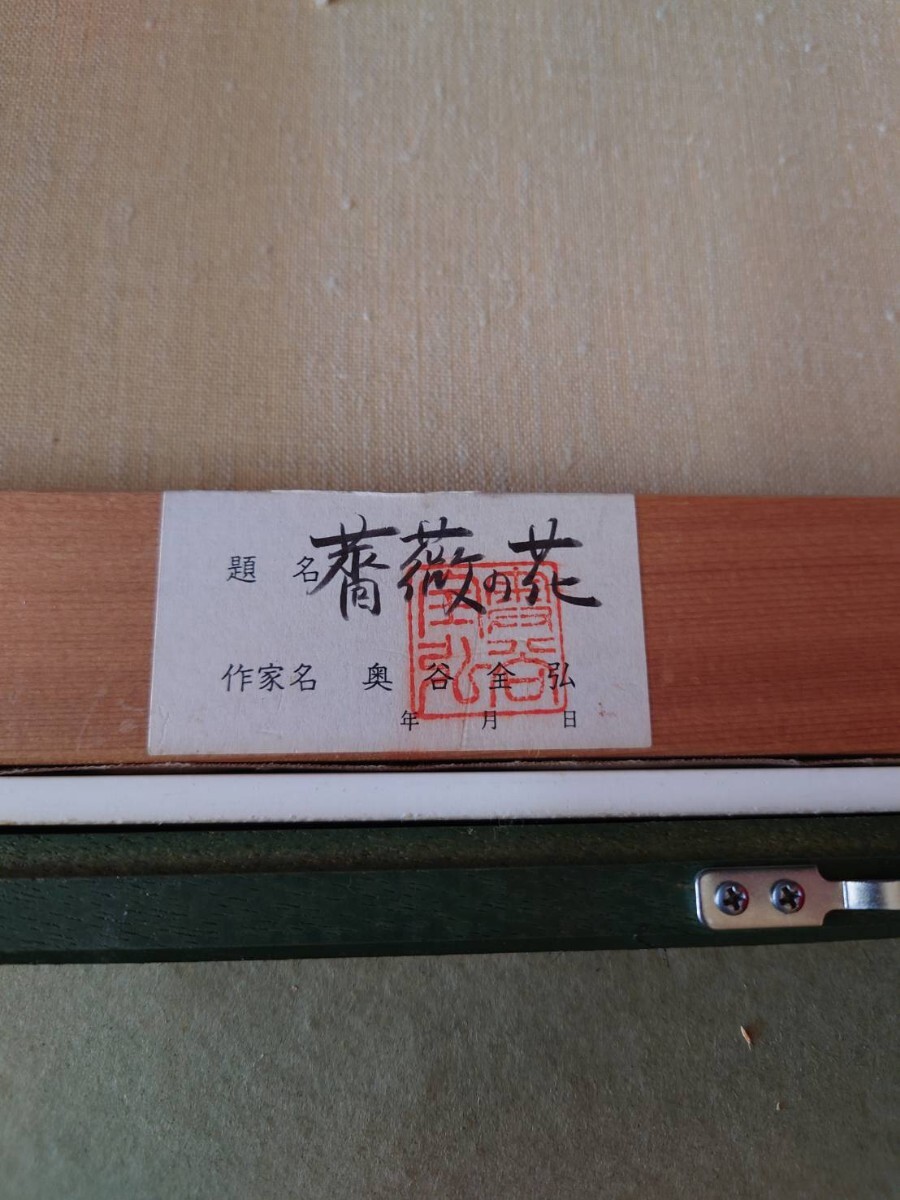 題 名 薔薇の花
作家名 奥 谷 全 弘
年 月 日